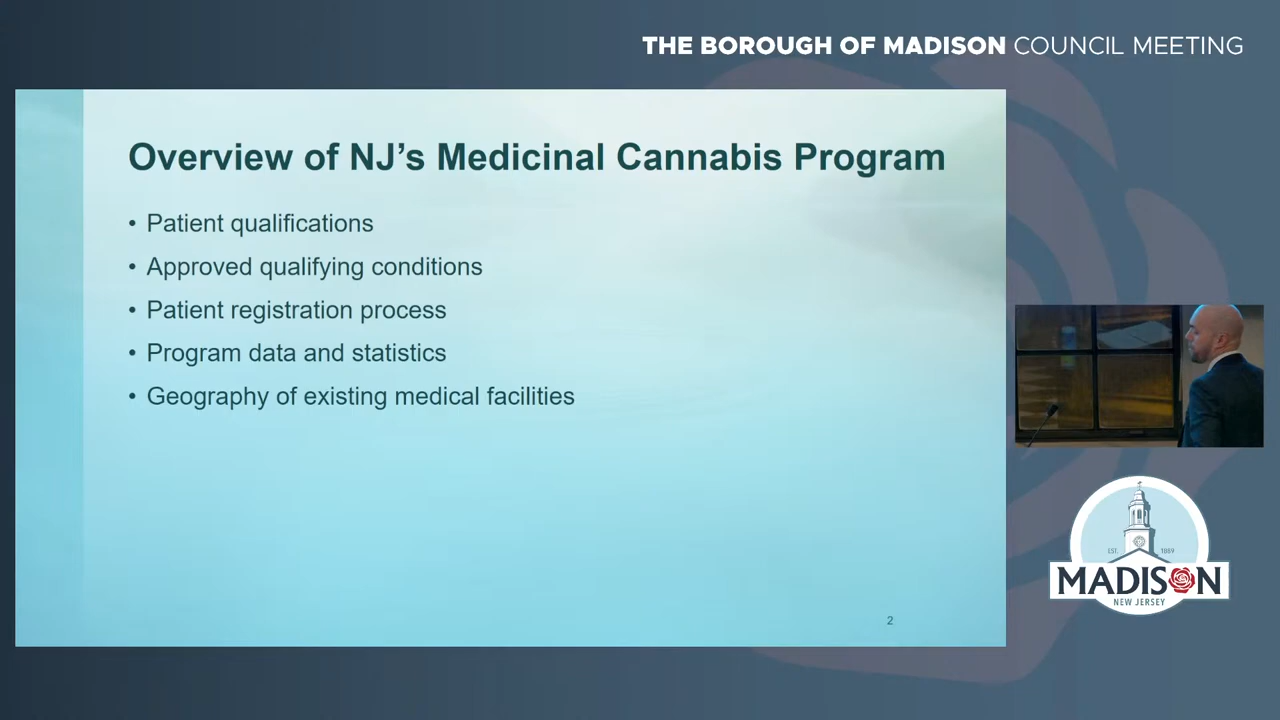 THE BOROUGH OF MADISON COUNCIL MEETING
Overview of NJ's Medicinal Cannabis Program
• Patient qualifications
• Approved qualifying conditions
• Patient registration process
• Program data and statistics
• Geography of existing medical facilities
2
EST. 1889
MADISON
NEW JERSEY